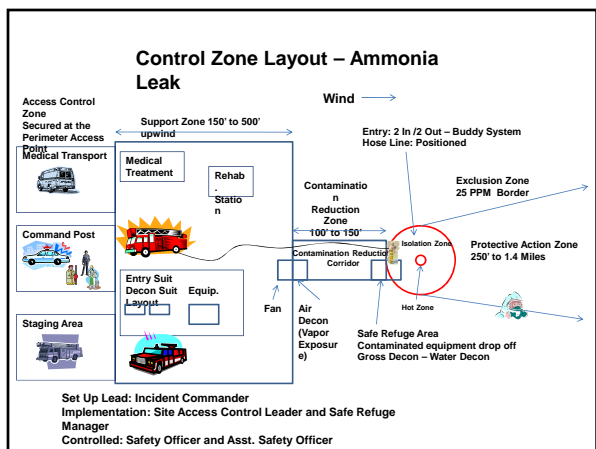 Control Zone Layout – Ammonia
Leak
Wind
Access Control
Zone
Secured at the
Perimeter Access
Point
Medical Transport
Command Post
Staging Area
Support Zone 150' to 500'
upwind
Medical
Treatment
Rehab
.
Statio
n
Entry Suit
Decon Suit
Layout
Equip.
Contaminatio
n
Reduction
Zone
100' to 150'
Contamination Reductio
Corridor
Fan
Air
Decon
(Vapor
Exposur
e)
Entry: 2 In /2 Out – Buddy System
Hose Line: Positioned
Exclusion Zone
25 PPM Border
Isolation Zone
Protective Action Zone
250' to 1.4 Miles
Hot Zone
Safe Refuge Area
Contaminated equipment drop off
Gross Decon – Water Decon
Set Up Lead: Incident Commander
Implementation: Site Access Control Leader and Safe Refuge
Manager
Controlled: Safety Officer and Asst. Safety Officer